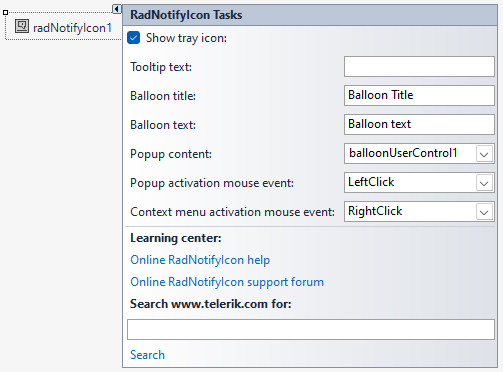 radNotifyIcon1
RadNotifyIcon Tasks
Show tray icon:
Tooltip text:
Balloon title: Balloon Title
Balloon text: Balloon text
Popup content: balloonUserControl1
Popup activation mouse event: LeftClick
Context menu activation mouse event: RightClick
Learning center:
Online RadNotifyIcon help
Online RadNotifyIcon support forum
Search www.telerik.com for:
Search